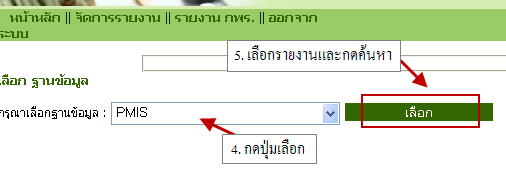 หน้าหลัก || จัดการรายงาน || รายงาน กพร. || ออกจาก
ระบบ
5. เลือกรายงานและกดค้นหา
เลือก ฐานข้อมูล
กรุณาเลือกฐานข้อมูล : PMIS เลือก
4. กดปุ่มเลือก